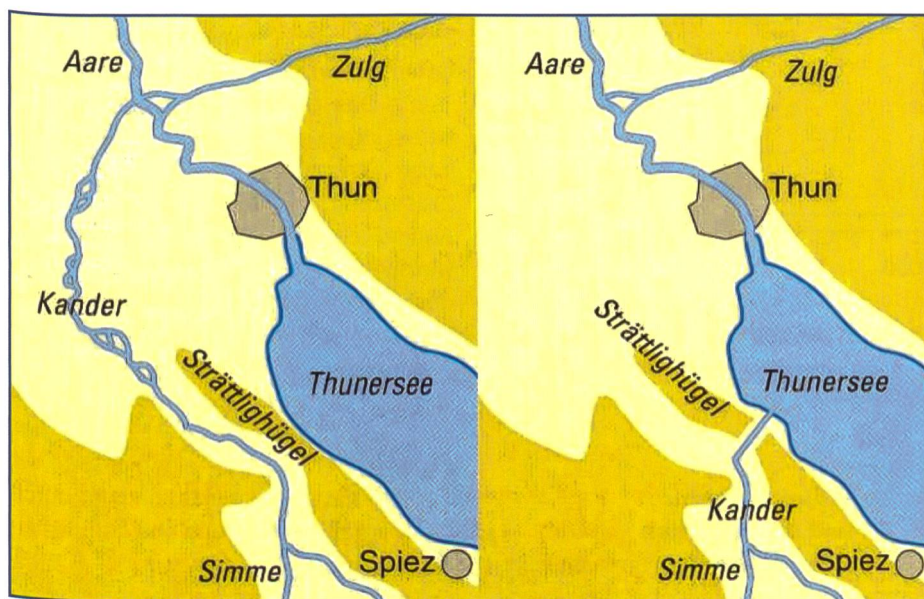 Aare
Zulg
Thun
Kander
Strättlighügel
Thunersee
Simme
Spiez
Aare
Zulg
Thun
Strättlighügel
Thunersee
Kander
Simme
Spiez